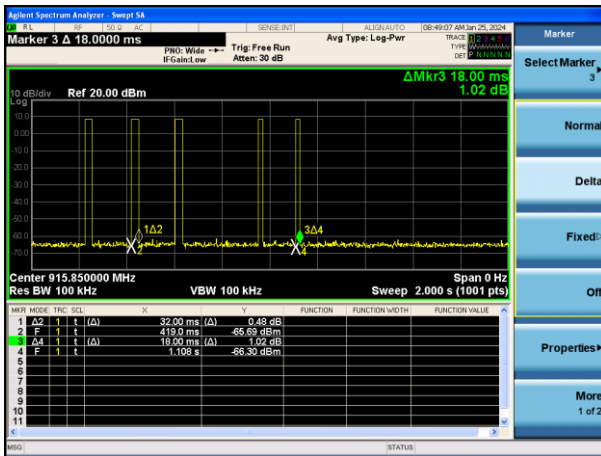 Agilent Spectrum Analyzer - Swept SA
RL RF 50 Ω AC SENSE:INT ALIGNAUTO 08:49:07 AM Jan 25, 2024
Marker 3 Δ 18.0000 ms
PNO: Wide
IFGain:Low
Trig: Free Run
Atten: 30 dB
Avg Type: Log-Pwr
TRACE 1 2 3 4 5 6
TYPE
DET P N N N N N
ΔMkr3 18.00 ms
1.02 dB
10 dB/div Ref 20.00 dBm
Log
10.0
0.00
-10.0
-20.0
-30.0
-40.0
-50.0
-60.0
-70.0
1Δ2
2
3Δ4
4
Center 915.850000 MHz Span 0 Hz
Res BW 100 kHz VBW 100 kHz Sweep 2.000 s (1001 pts)
MKR MODE TRC SCL X Y FUNCTION FUNCTION WIDTH FUNCTION VALUE
1 Δ2 1 t (Δ) 32.00 ms (Δ) 0.48 dB
2 F 1 t 419.0 ms -65.69 dBm
3 Δ4 1 t (Δ) 18.00 ms (Δ) 1.02 dB
4 F 1 t 1.108 s -66.30 dBm
5
6
7
8
9
10
11
MSG STATUS
Marker
Select Marker
3
Normal
Delta
Fixed
Off
Properties
More
1 of 2